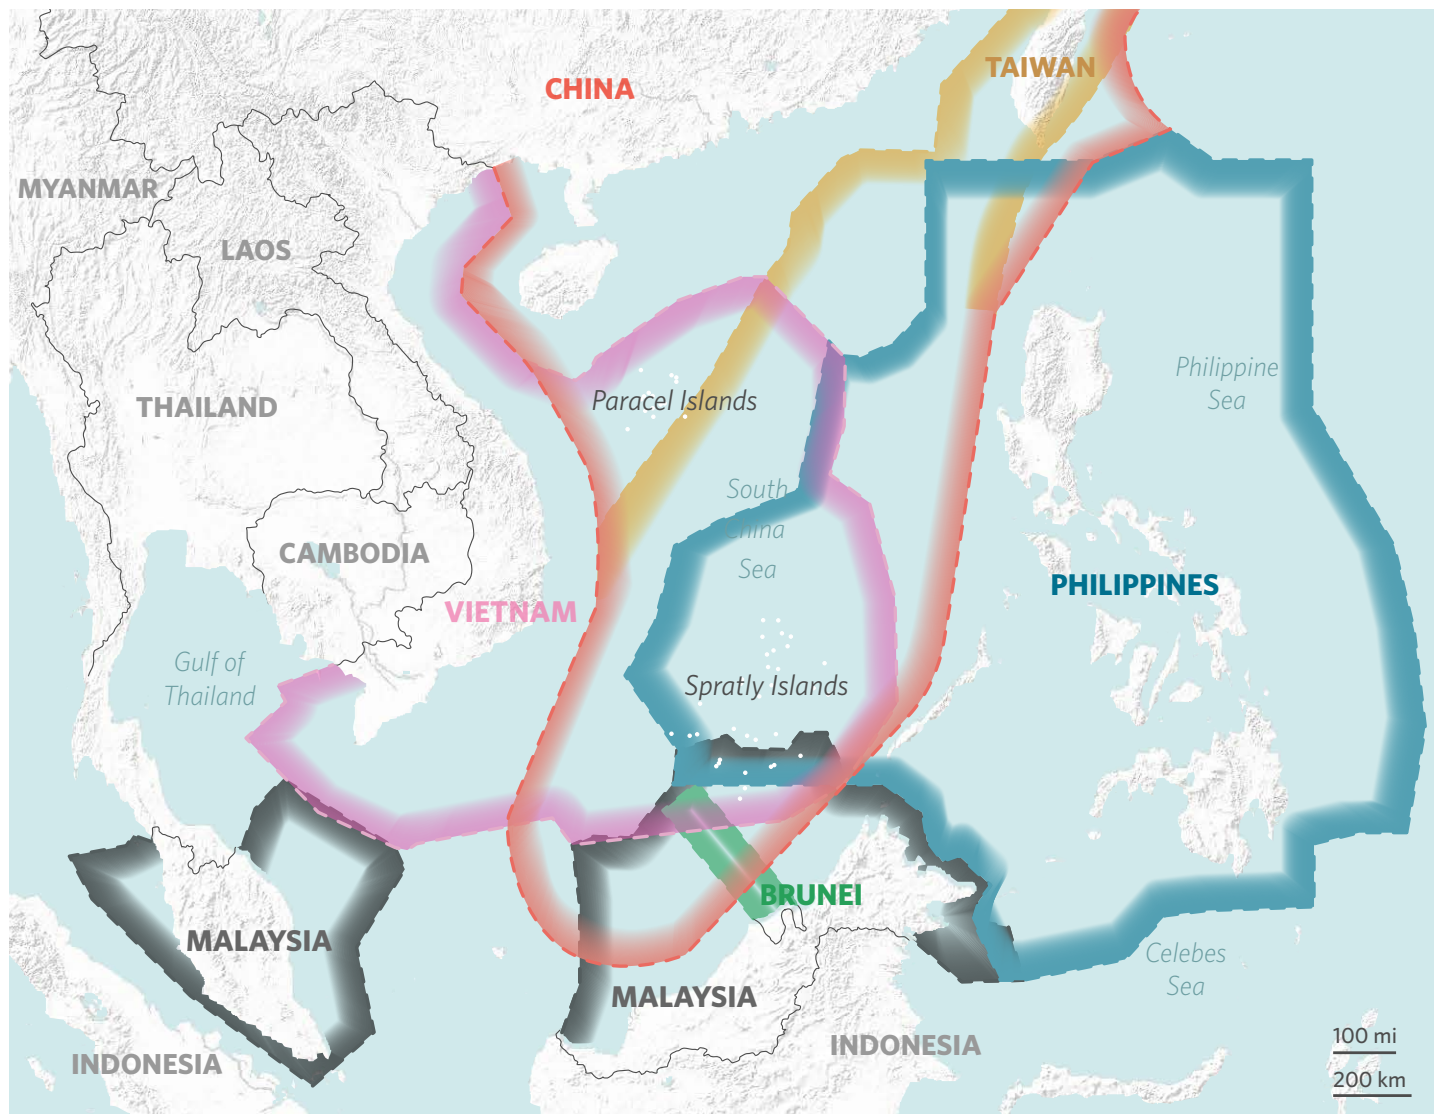 TAIWAN
CHINA
MYANMAR
LAOS
Philippine
Sea
THAILAND
Paracel Islands
South
China
Sea
CAMBODIA
PHILIPPINES
VIETNAM
Gulf of
Thailand
Spratly Islands
BRUNEI
MALAYSIA
Celebes
Sea
MALAYSIA
INDONESIA
INDONESIA
100 mi
200 km